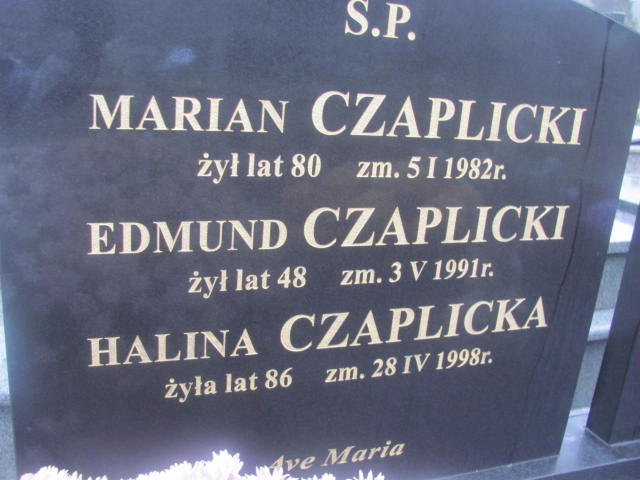 Ś.P.
MARIAN CZAPLICKI
żył lat 80 zm. 5 I 1982r.
EDMUND CZAPLICKI
żył lat 48 zm. 3 V 1991r.
HALINA CZAPLICKA
żyła lat 86 zm. 28 IV 1998r.
Ave Maria